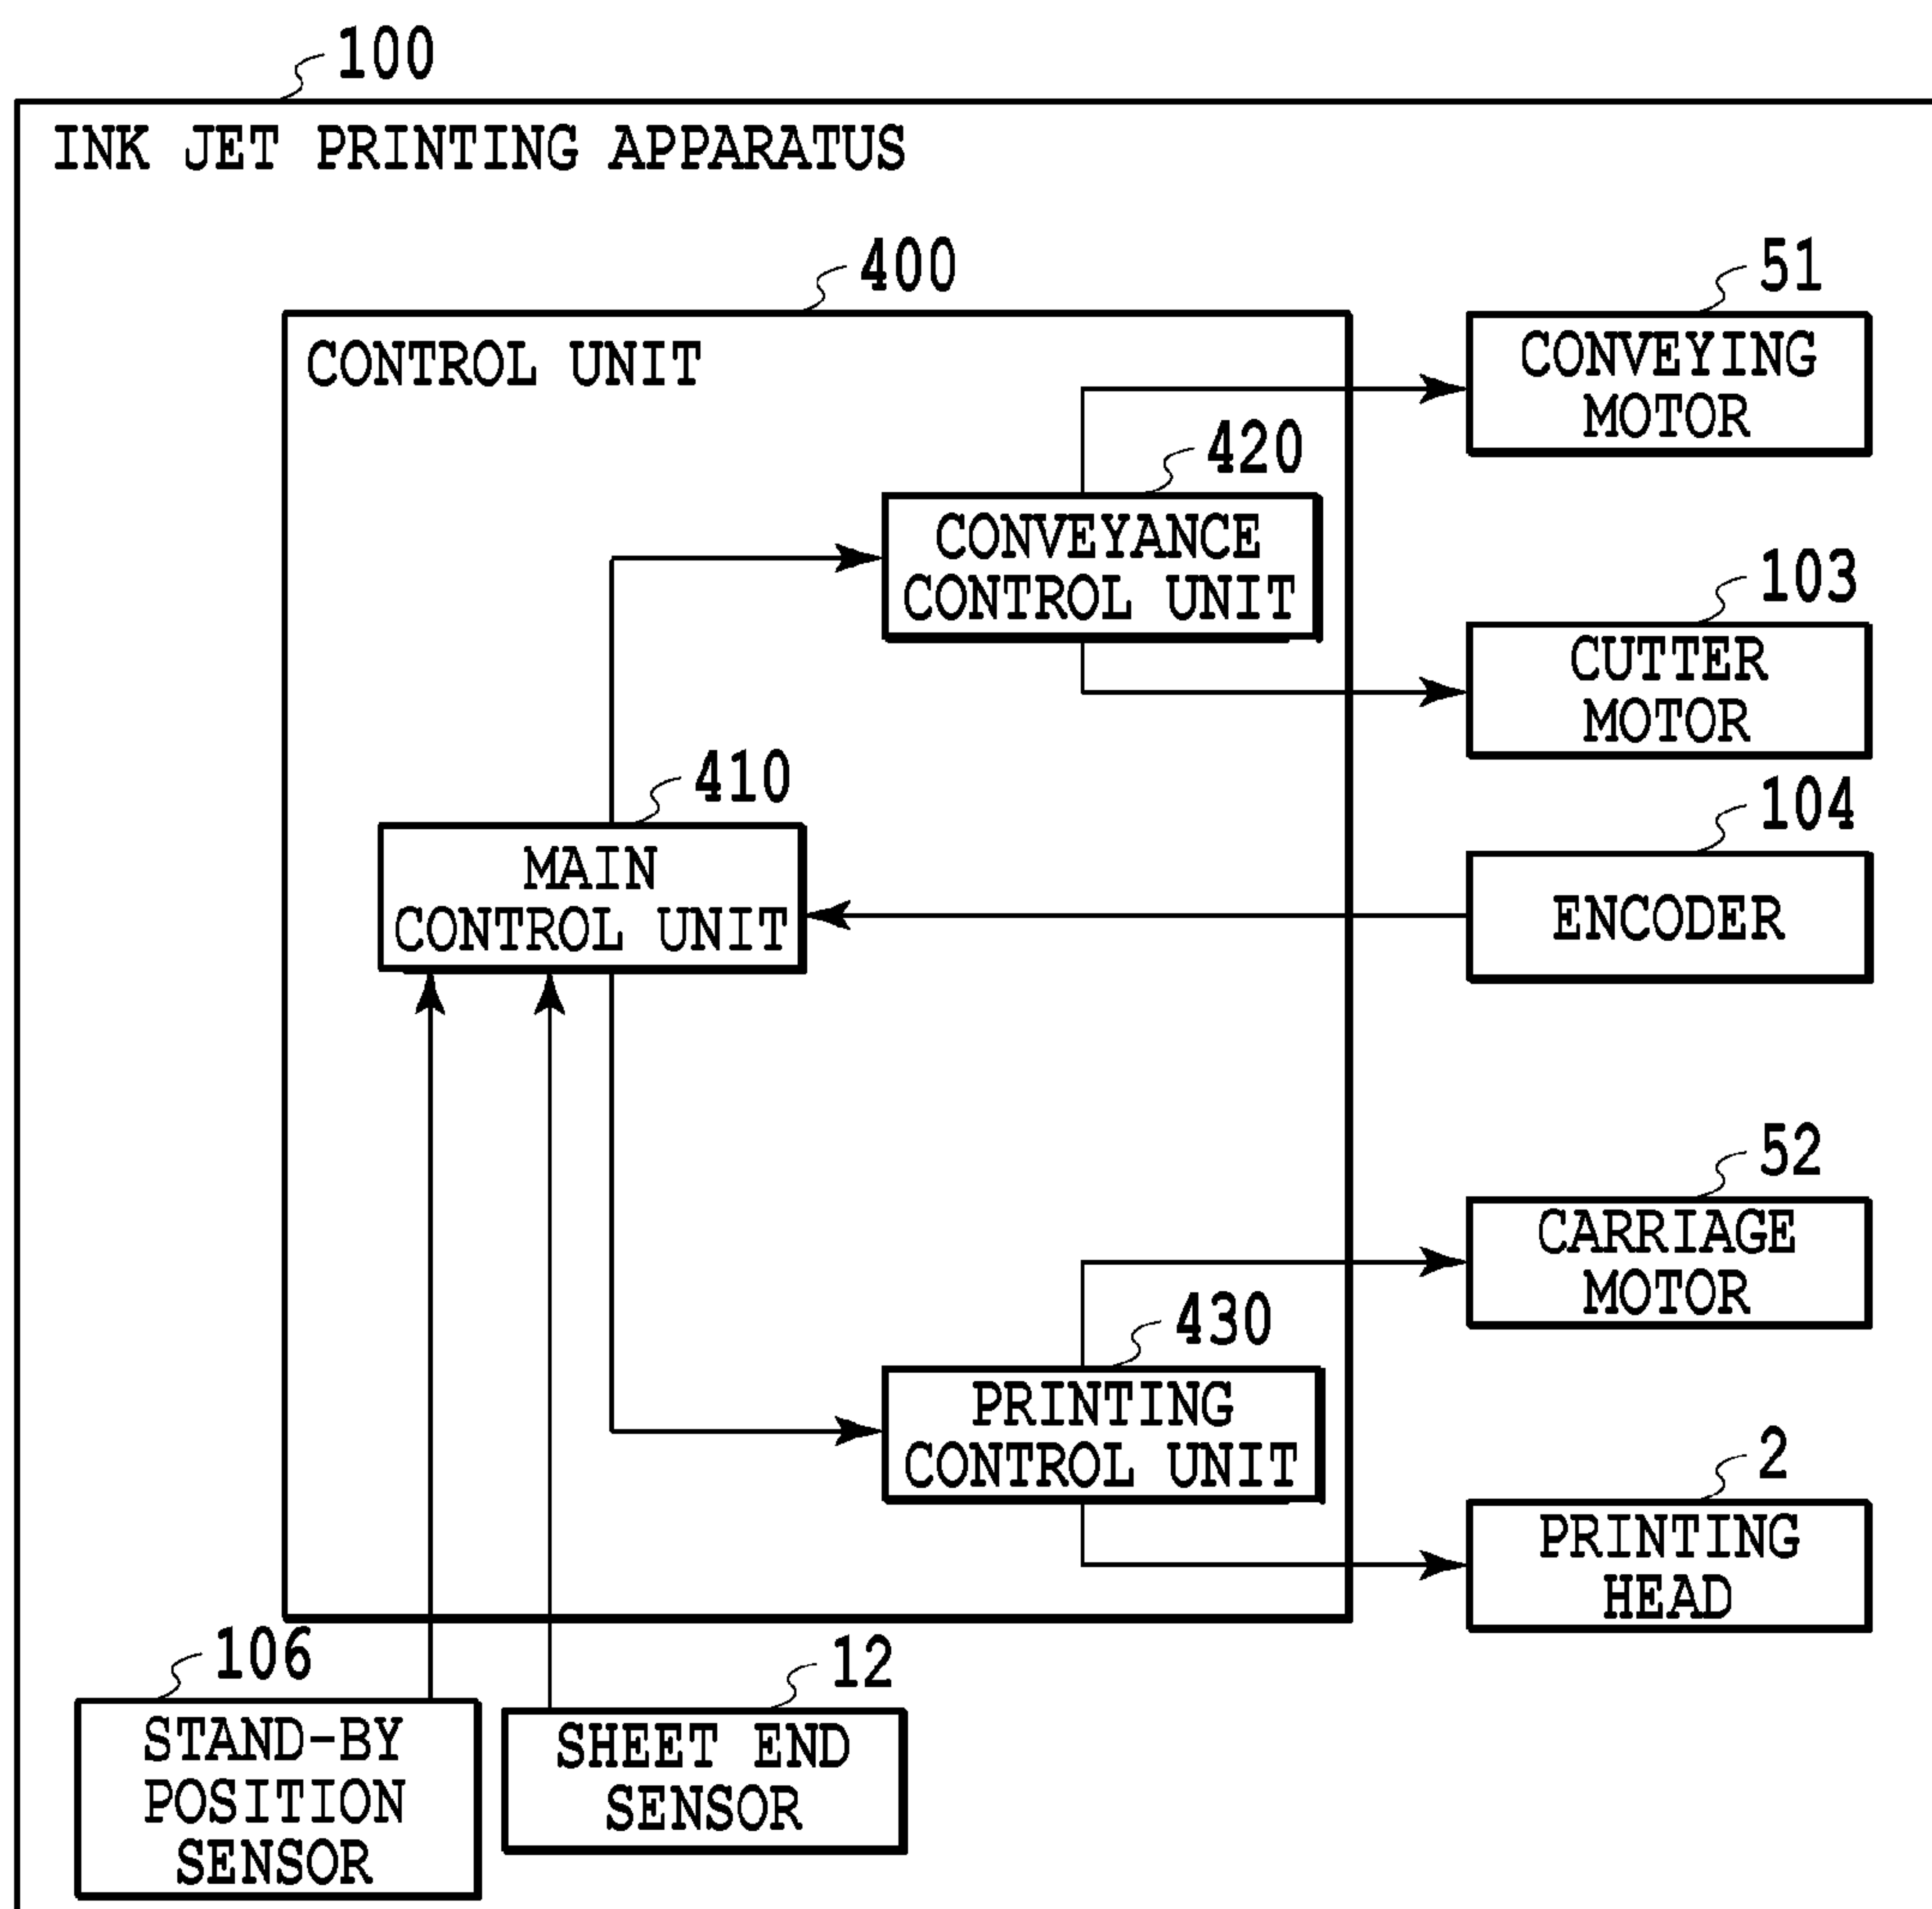 100
INK JET PRINTING APPARATUS
400
CONTROL UNIT
51
CONVEYING
MOTOR
420
CONVEYANCE
CONTROL UNIT
103
CUTTER
MOTOR
410
MAIN
CONTROL UNIT
104
ENCODER
52
CARRIAGE
MOTOR
430
PRINTING
CONTROL UNIT
2
PRINTING
HEAD
106
STAND-BY
POSITION
SENSOR
12
SHEET END
SENSOR